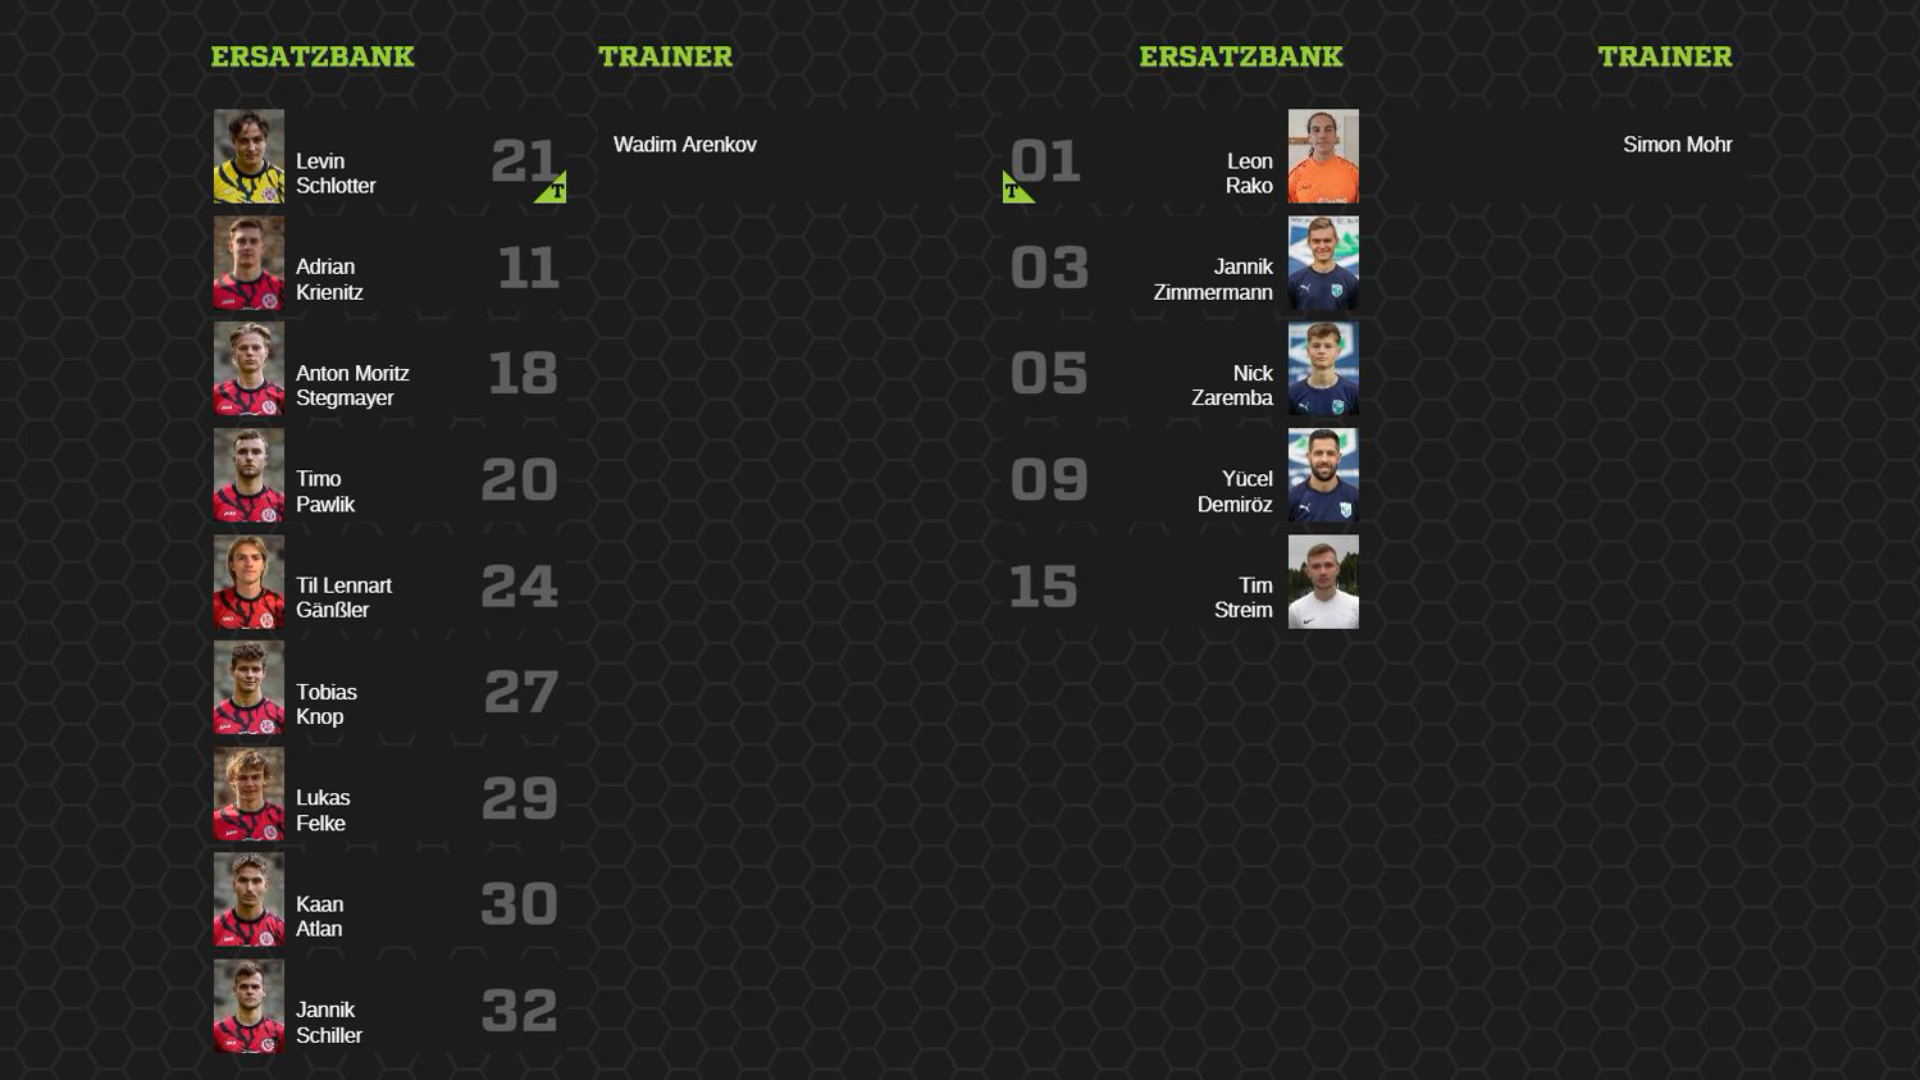 ERSATZBANK
TRAINER
Levin
Schlotter
21
T
Wadim Arenkov
Adrian
Krienitz
11
Anton Moritz
Stegmayer
18
Timo
Pawlik
20
Til Lennart
Gänßler
24
Tobias
Knop
27
Lukas
Felke
29
Kaan
Atlan
30
Jannik
Schiller
32
ERSATZBANK
TRAINER
01
T
Leon
Rako
Simon Mohr
03
Jannik
Zimmermann
05
Nick
Zaremba
09
Yücel
Demiröz
15
Tim
Streim